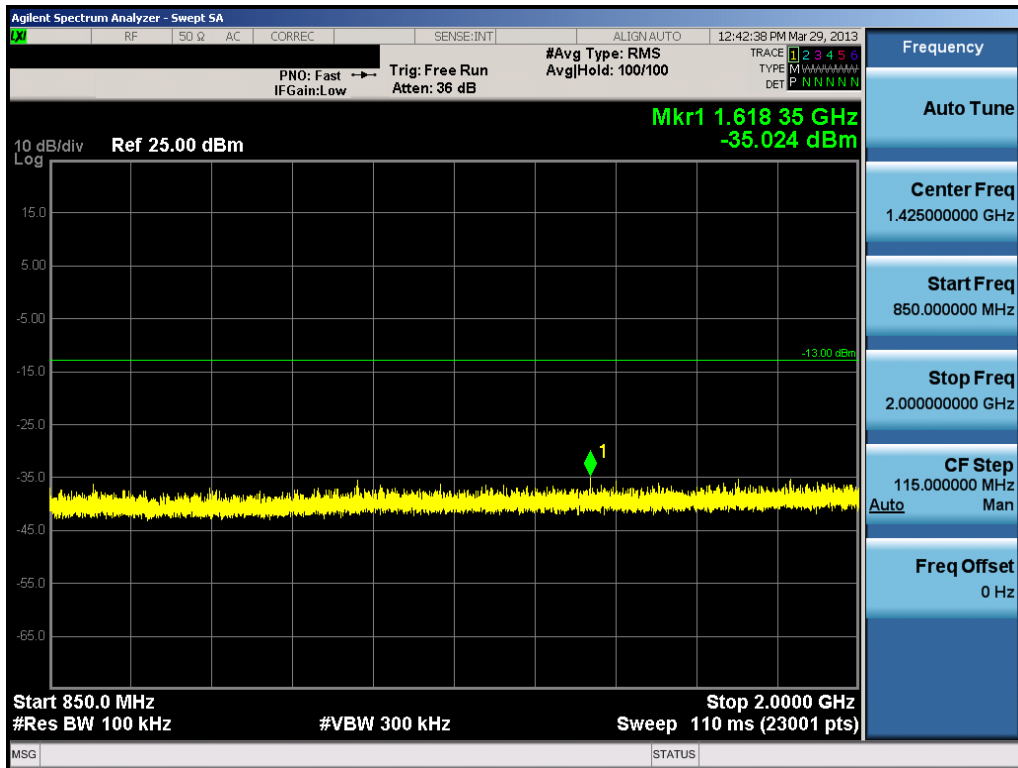 Agilent Spectrum Analyzer - Swept SA
LXI RF 50 Ω AC CORREC SENSE:INT ALIGN AUTO 12:42:38 PM Mar 29, 2013
Frequency
PNO: Fast
IFGain:Low
Trig: Free Run
Atten: 36 dB
#Avg Type: RMS
Avg|Hold: 100/100
TRACE 1 2 3 4 5 6
TYPE M WWWWW
DET P N N N N N
Mkr1 1.618 35 GHz
-35.024 dBm
10 dB/div Ref 25.00 dBm
Log
15.0
5.00
-5.00
-13.00 dBm
-15.0
-25.0
1
-35.0
-45.0
-55.0
-65.0
Start 850.0 MHz Stop 2.0000 GHz
#Res BW 100 kHz #VBW 300 kHz Sweep 110 ms (23001 pts)
MSG STATUS
Auto Tune
Center Freq
1.425000000 GHz
Start Freq
850.000000 MHz
Stop Freq
2.000000000 GHz
CF Step
115.000000 MHz
Auto Man
Freq Offset
0 Hz